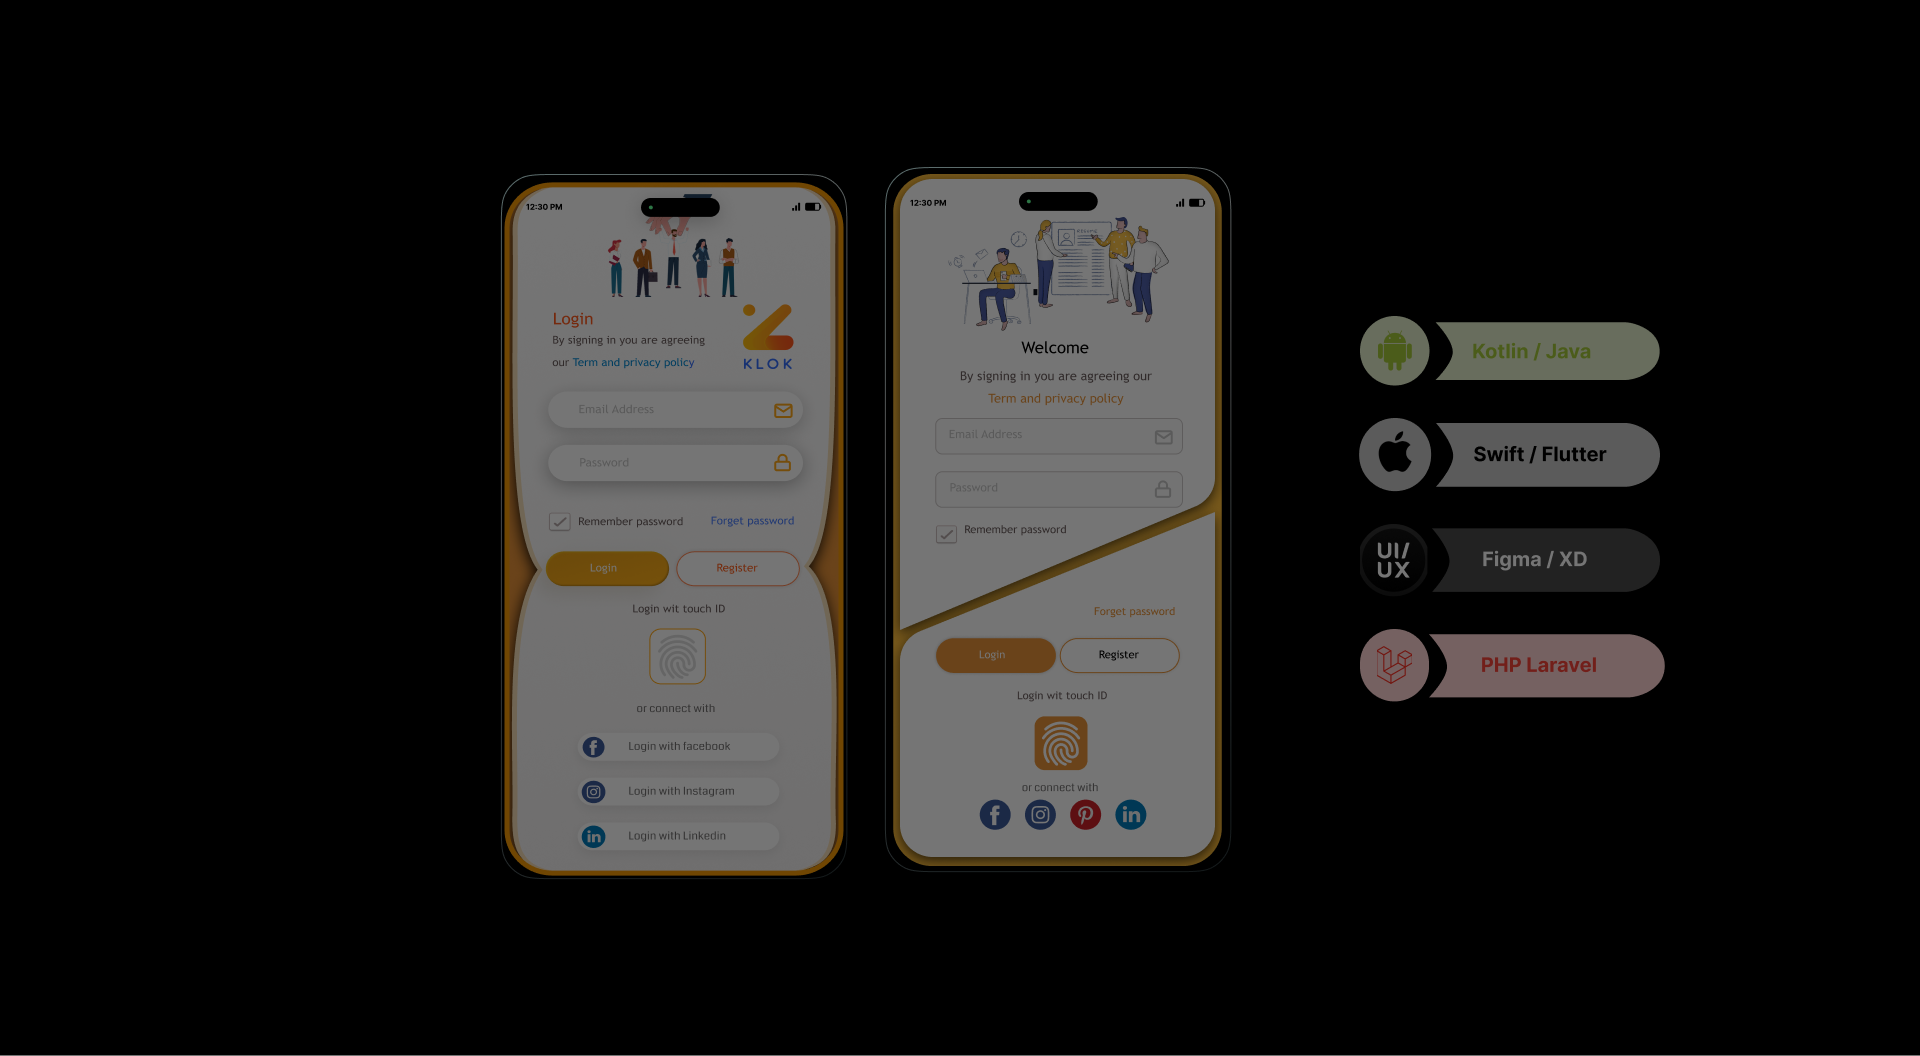 12:30 PM
Login
By signing in you are agreeing
our Term and privacy policy
KLOK
Email Address
Password
Remember password
Forget password
Login
Register
Login wit touch ID
or connect with
Login with facebook
Login with Instagram
Login with Linkedin
12:30 PM
Welcome
By signing in you are agreeing our
Term and privacy policy
Email Address
Password
Remember password
Forget password
Login
Register
Login wit touch ID
or connect with
Kotlin / Java
Swift / Flutter
UI/
UX
Figma / XD
PHP Laravel